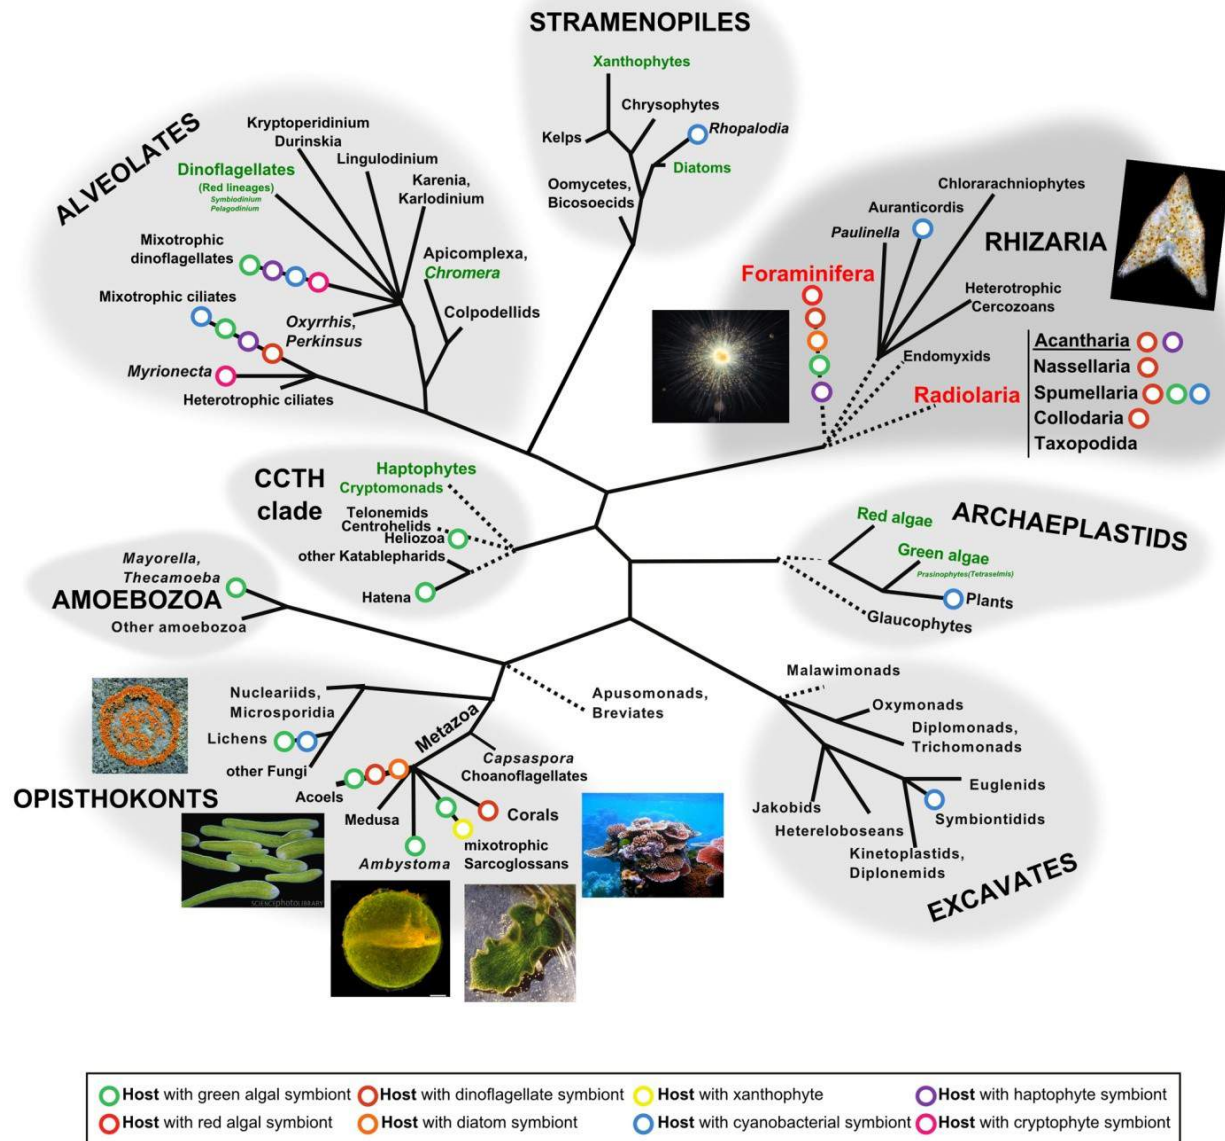 STRAMENOPILES
Xanthophytes
Chrysophytes
Kelps
Rhopalodia
Diatoms
Oomycetes,
Bicosoecids
ALVEOLATES
Kryptoperidinium
Durinskia
Lingulodinium
Dinoflagellates
(Red lineages)
Symbiodinium
Pelagodinium
Karenia,
Karlodinium
Mixotrophic
dinoflagellates
Apicomplexa,
Chromera
Mixotrophic ciliates
Oxyrrhis,
Perkinsus
Colpodellids
Myrionecta
Heterotrophic ciliates
Chlorarachniophytes
Auranticordis
Paulinella
RHIZARIA
Foraminifera
Heterotrophic
Cercozoans
Endomyxids
Radiolaria
Acantharia
Nassellaria
Spumellaria
Collodaria
Taxopodida
CCTH
clade
Haptophytes
Cryptomonads
Telonemids
Centrohelids
Heliozoa
other Katablepharids
Hatena
ARCHAEPLASTIDS
Red algae
Green algae
Prasinophytes(Tetraselmis)
Plants
Glaucophytes
Mayorella,
Thecamoeba
AMOEBOZOA
Other amoebozoa
Malawimonads
Oxymonads
Diplomonads,
Trichomonads
Euglenids
Symbiontidids
Jakobids
Hetereloboseans
Kinetoplastids,
Diplonemids
EXCAVATES
Apusomonads,
Breviates
Nucleariids,
Microsporidia
Lichens
other Fungi
Metazoa
Capsaspora
Choanoflagellates
OPISTHOKONTS
Acoels
Medusa
Corals
Ambystoma
mixotrophic
Sarcoglossans
SCIENCEphotoLIBRARY
Host with green algal symbiont
Host with dinoflagellate symbiont
Host with xanthophyte
Host with haptophyte symbiont
Host with red algal symbiont
Host with diatom symbiont
Host with cyanobacterial symbiont
Host with cryptophyte symbiont